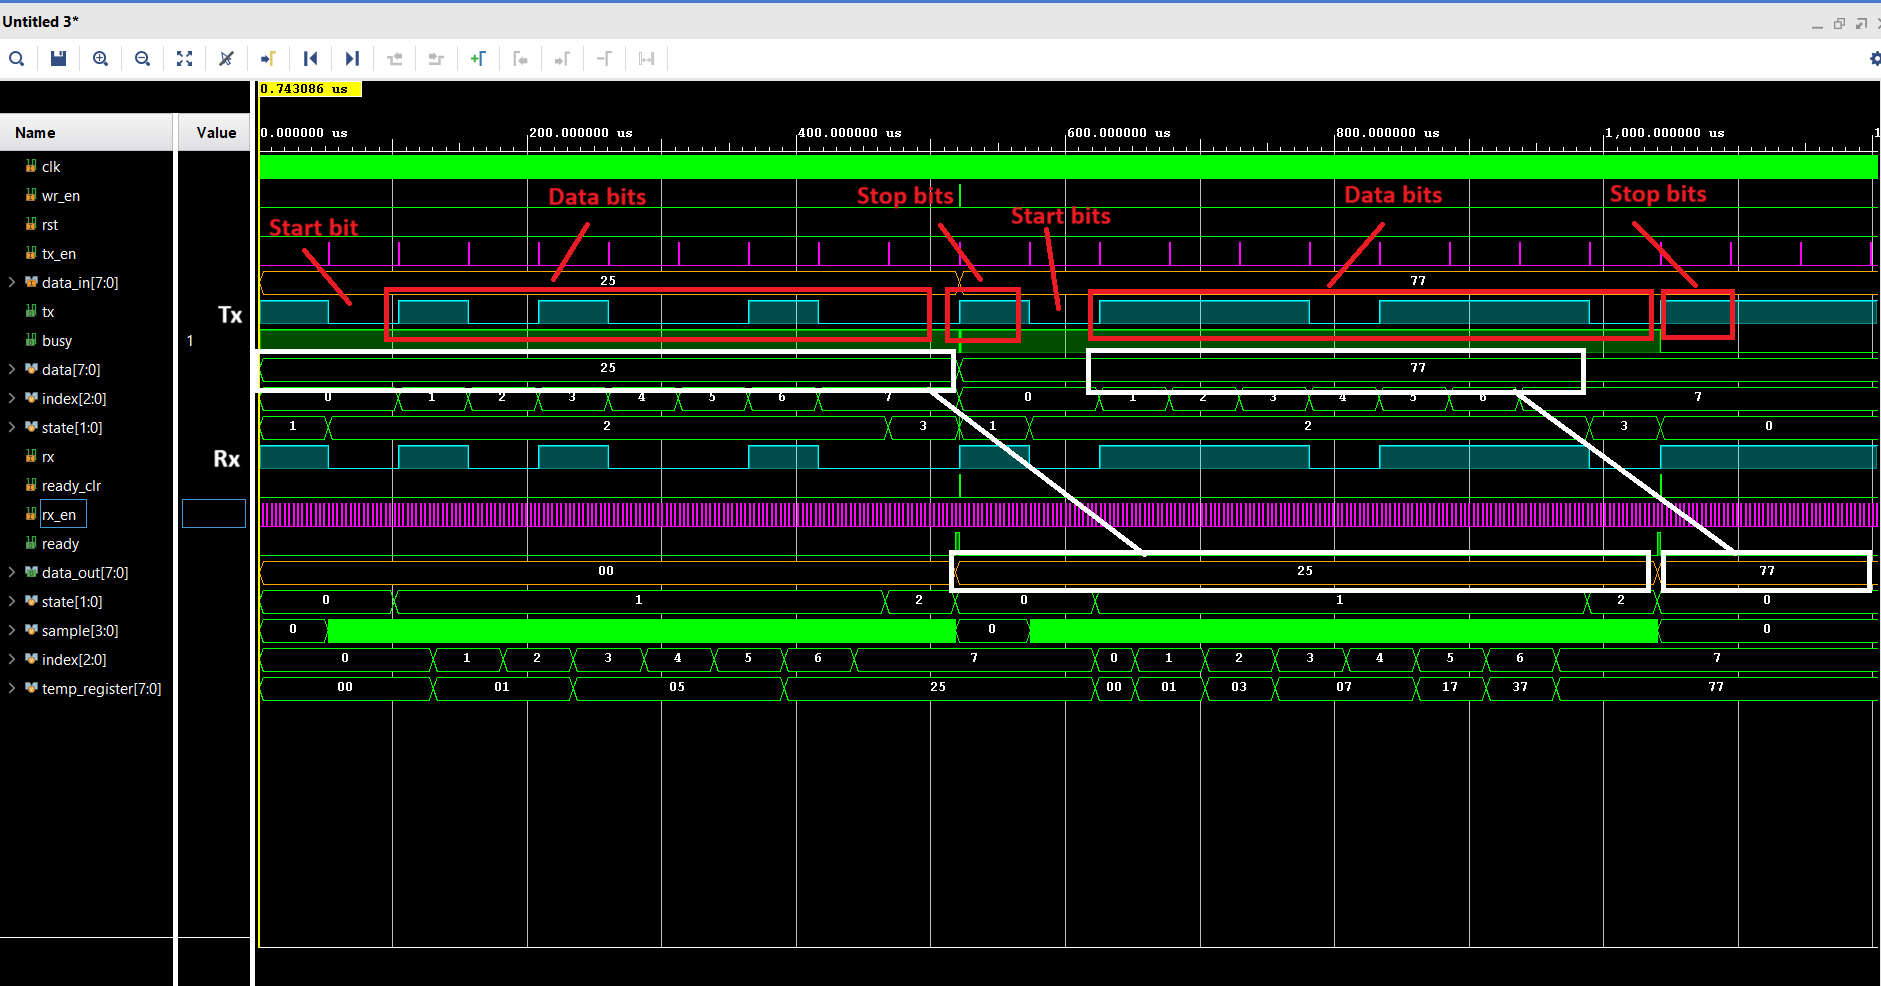 Untitled 3*
0.743086 us
Name Value
0.000000 us 200.000000 us 400.000000 us 600.000000 us 800.000000 us 1,000.000000 us 1
clk
wr_en
Data bits Stop bits Data bits Stop bits
rst
Start bit Start bits
tx_en
data_in[7:0] 25 77
tx
Tx
busy 1
data[7:0] 25 77
index[2:0] 0 1 2 3 4 5 6 7 0 1 2 3 4 5 6 7
state[1:0] 1 2 3 1 2 3 0
rx
Rx
ready_clr
rx_en
ready
data_out[7:0] 00 25 77
state[1:0] 0 1 2 0 1 2 0
sample[3:0] 0 0 0
index[2:0] 0 1 2 3 4 5 6 7 0 1 2 3 4 5 6 7
temp_register[7:0] 00 01 05 25 00 01 03 07 17 37 77